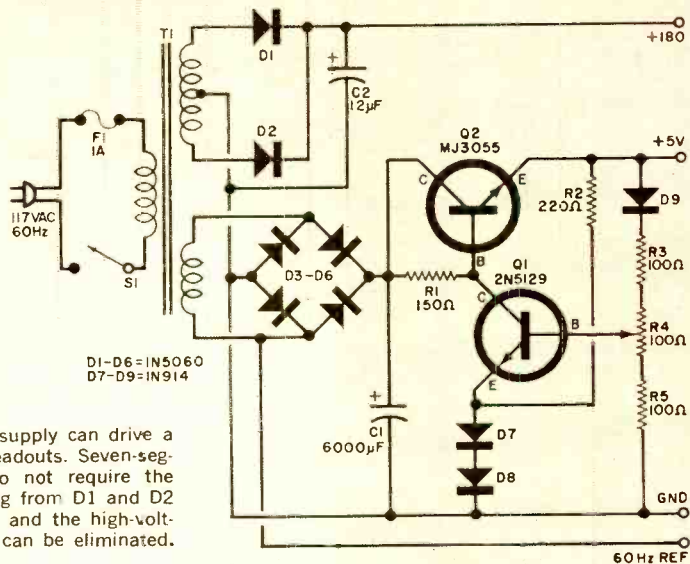 T1
D1
D2
+
C2
12µF
+180
F1
1A
117VAC
60Hz
S1
Q2
MJ3055
C
E
B
+5V
R2
220Ω
D9
D3-D6
R1
150Ω
Q1
2N5129
C
B
E
R3
100Ω
R4
100Ω
R5
100Ω
D1-D6=1N5060
D7-D9=1N914
+
C1
6000µF
D7
D8
GND
60Hz REF
supply can drive a
eadouts. Seven-seg-
o not require the
g from D1 and D2
and the high-volt-
can be eliminated.